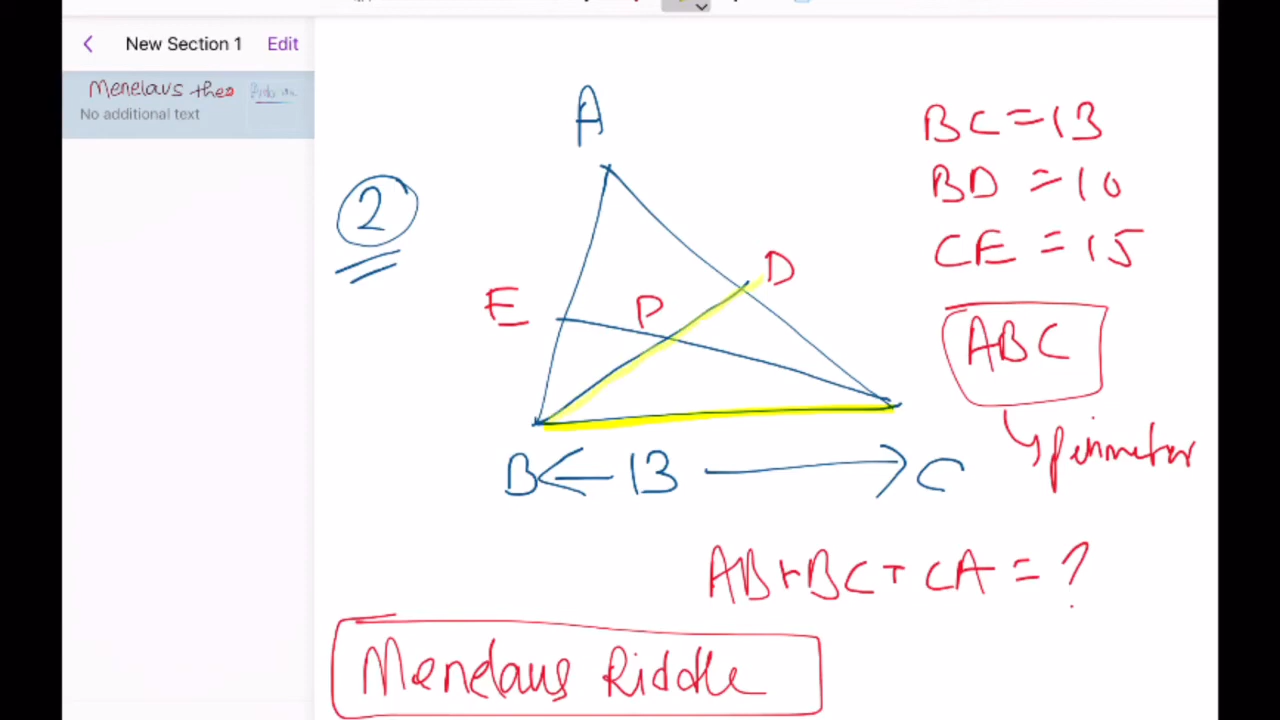 New Section 1 Edit
Menelaus theo
No additional text
A
BC=13
BD =10
CE =15
2
D
E
P
ABC
perimeter
B ← 13 → C
AB+BC+CA = ?
Menelaus Riddle